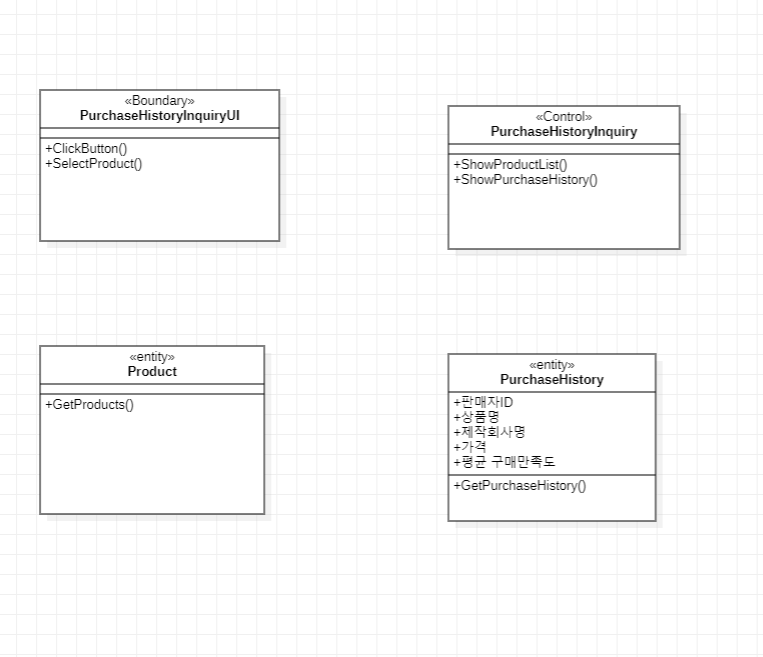 «Boundary»
PurchaseHistoryInquiryUI
+ClickButton()
+SelectProduct()
«Control»
PurchaseHistoryInquiry
+ShowProductList()
+ShowPurchaseHistory()
«entity»
Product
+GetProducts()
«entity»
PurchaseHistory
+판매자ID
+상품명
+제작회사명
+가격
+평균 구매만족도
+GetPurchaseHistory()